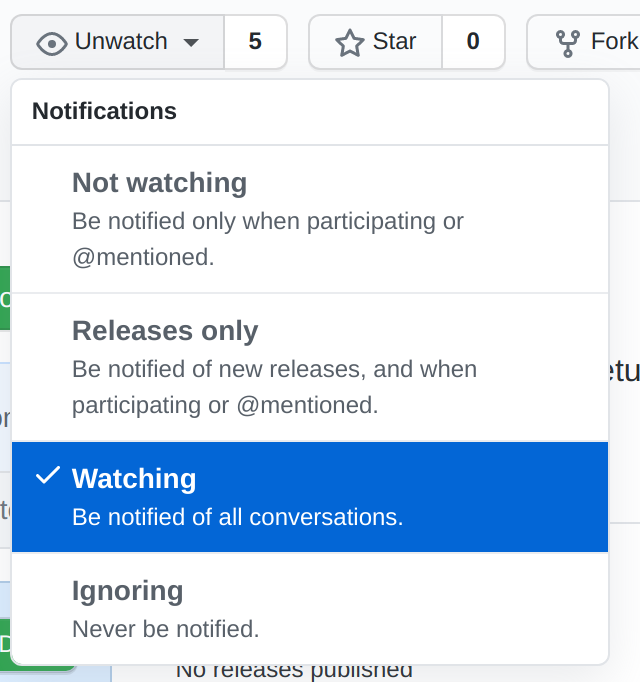 Unwatch 5 Star 0 Fork
Notifications
Not watching
Be notified only when participating or
@mentioned.
Releases only
Be notified of new releases, and when
participating or @mentioned.
Watching
Be notified of all conversations.
Ignoring
Never be notified.
No releases published